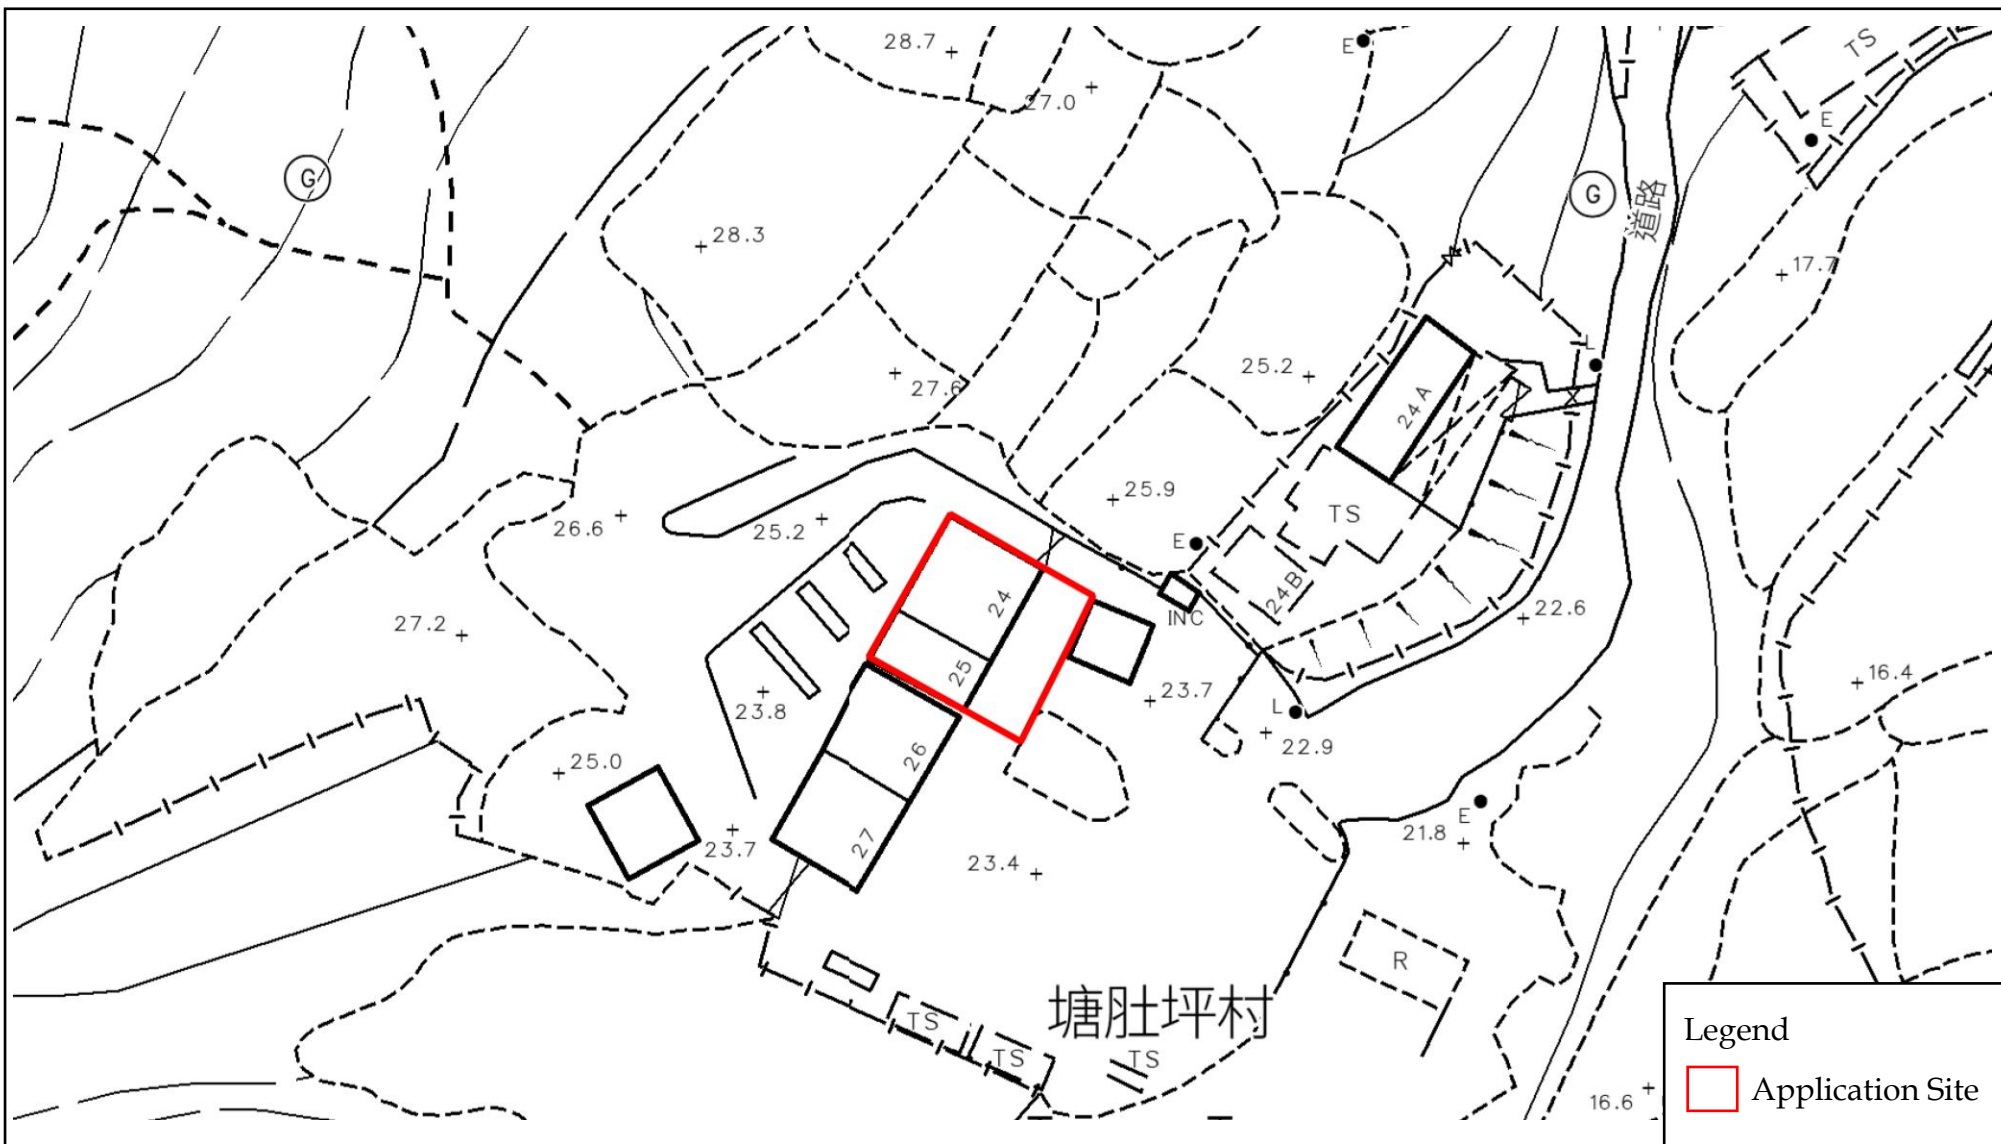 28.7
E
TS
27.0
E
G
G
道路
28.3
17.7
L
25.2
27.6
24A
25.9
TS
26.6
25.2
E
24B
24
INC
22.6
27.2
25
16.4
23.7
23.8
L
22.9
26
25.0
E
21.8
27
23.7
23.4
R
塘肚坪村
TS
TS
TS
16.6
Legend
Application Site